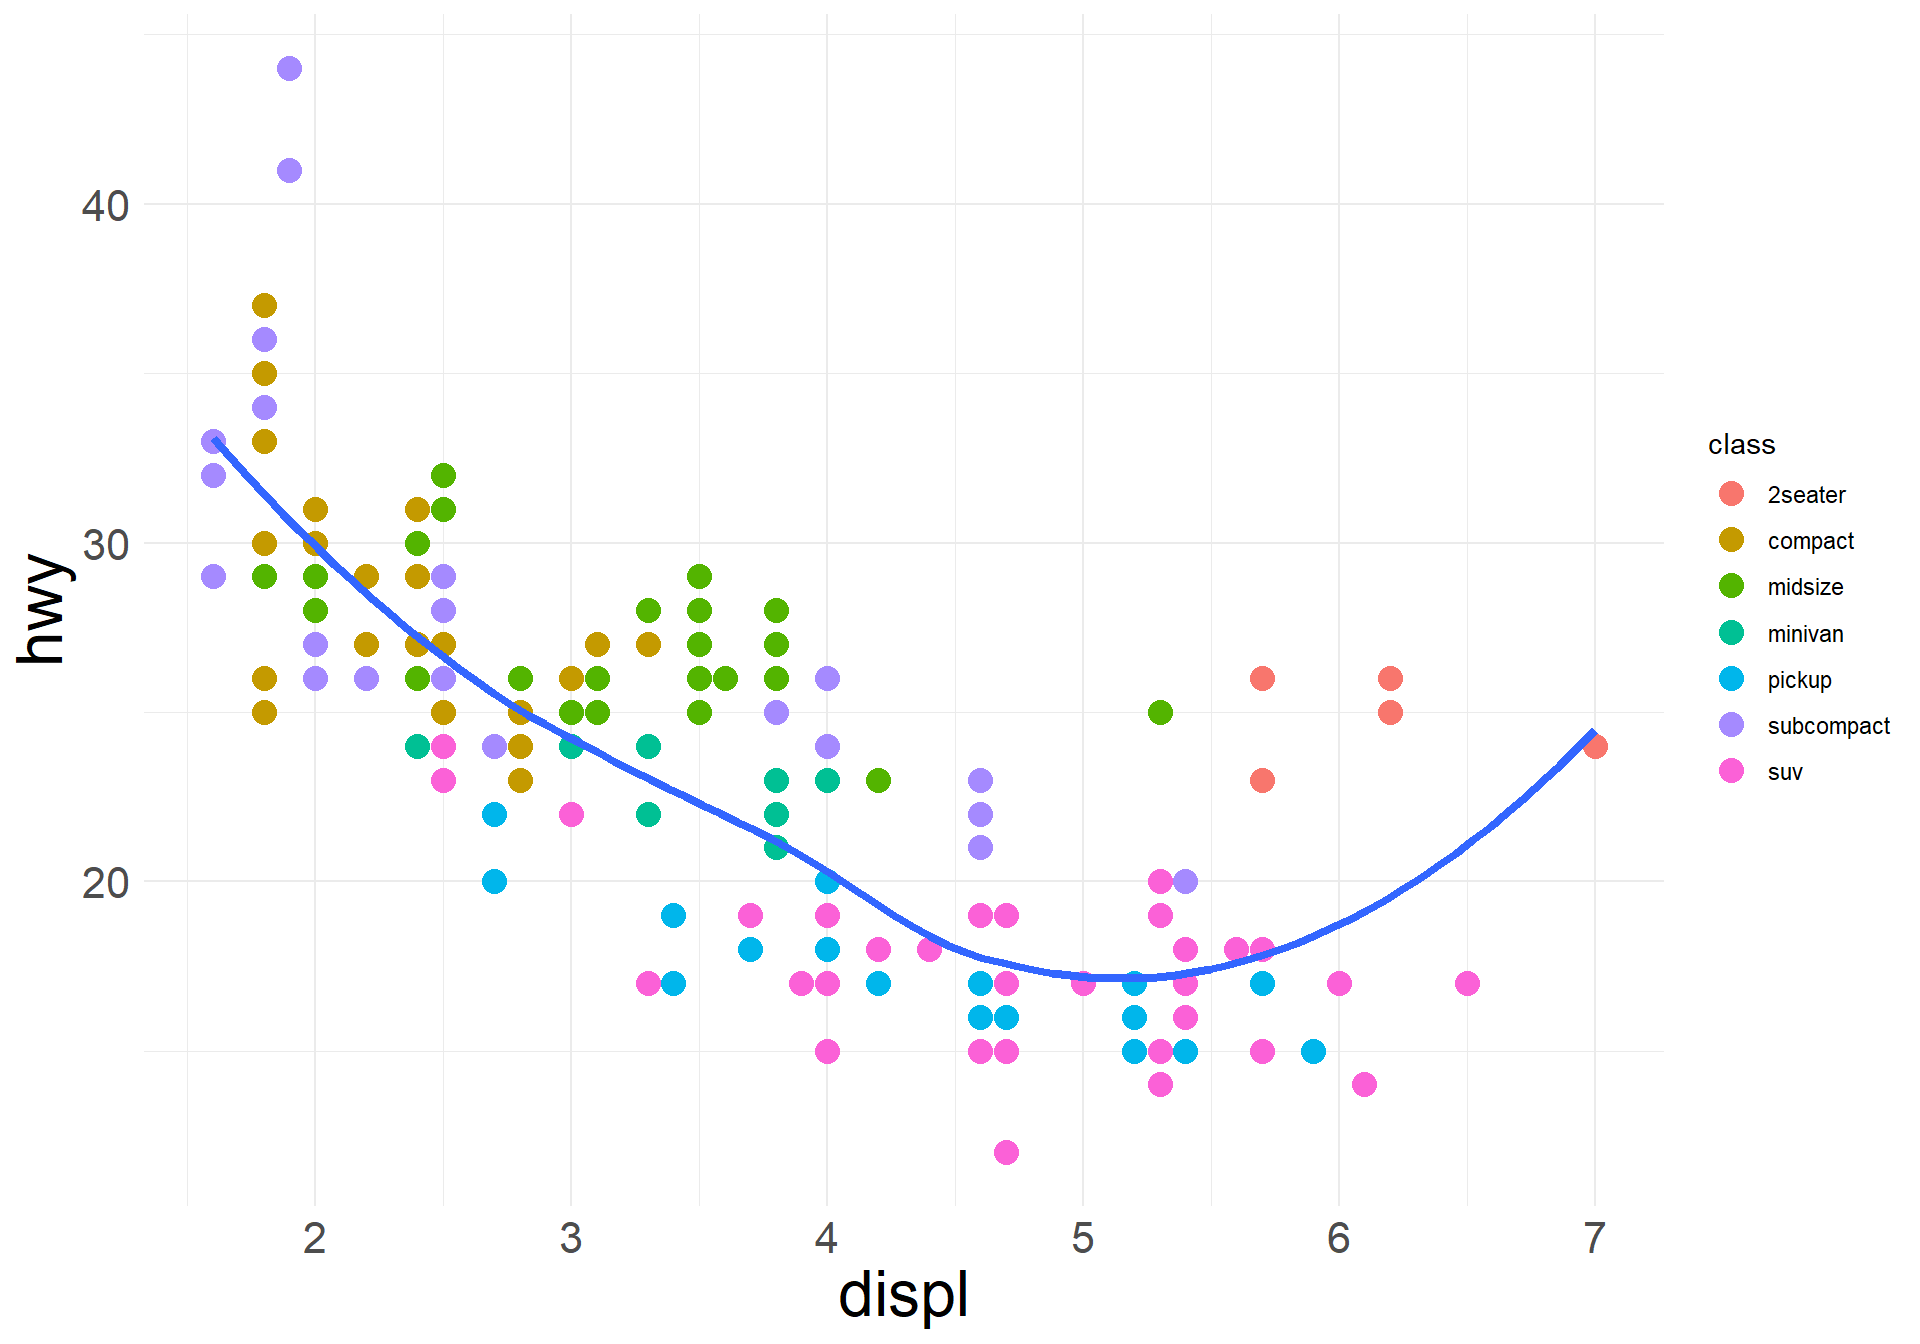 hwy
40
30
20
2 3 4 5 6 7
displ
class
2seater
compact
midsize
minivan
pickup
subcompact
suv